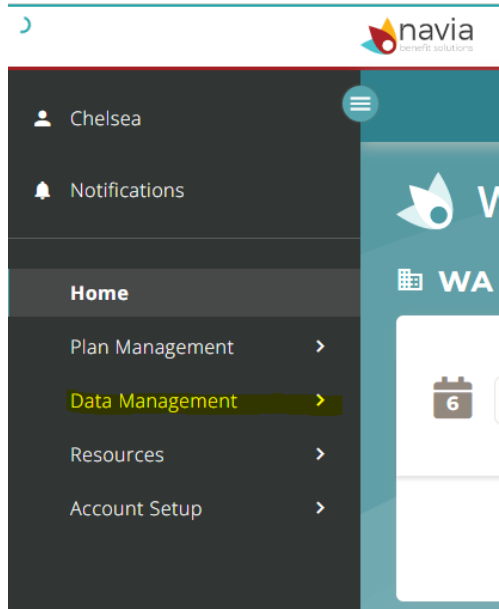 navia
benefit solutions
Chelsea
Notifications
W
WA
Home
Plan Management
6
Data Management
Resources
Account Setup